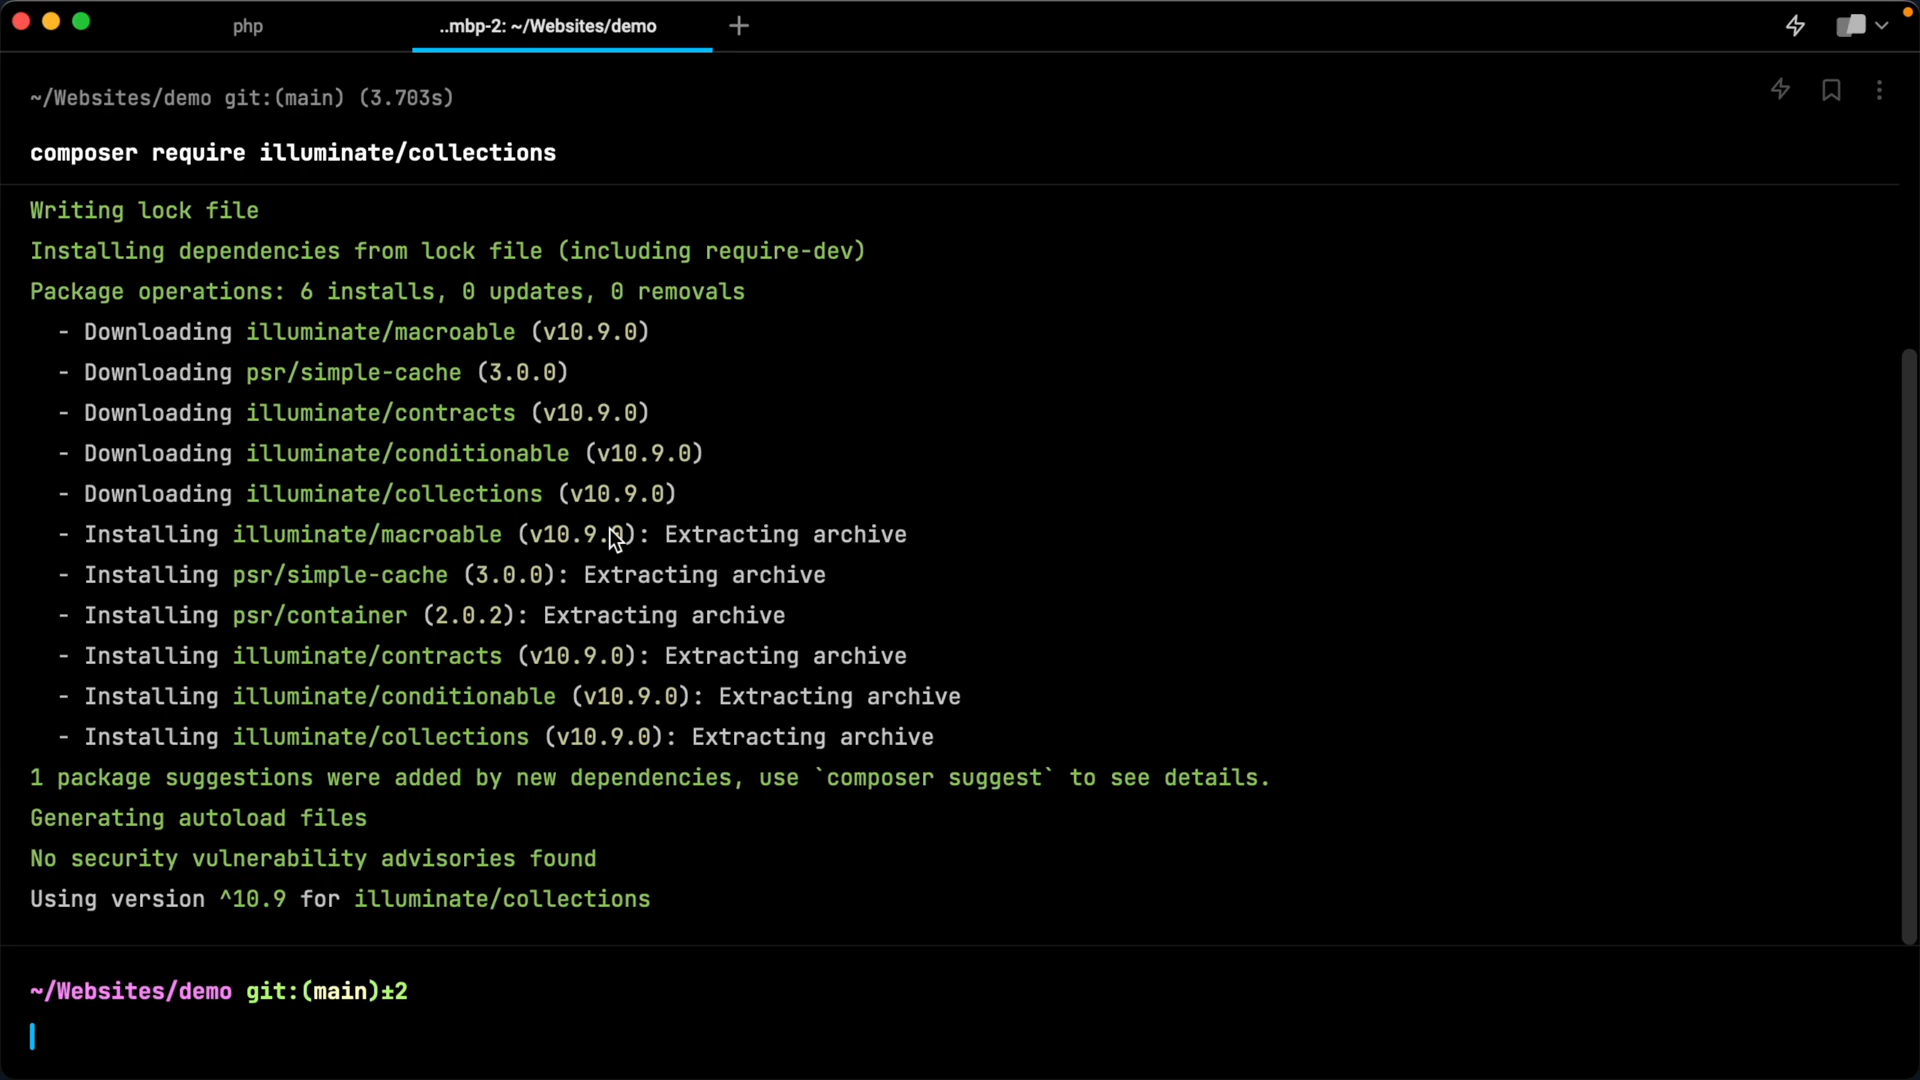 php
..mbp-2: ~/Websites/demo
~/Websites/demo git:(main) (3.703s)
composer require illuminate/collections
Writing lock file
Installing dependencies from lock file (including require-dev)
Package operations: 6 installs, 0 updates, 0 removals
- Downloading illuminate/macroable (v10.9.0)
- Downloading psr/simple-cache (3.0.0)
- Downloading illuminate/contracts (v10.9.0)
- Downloading illuminate/conditionable (v10.9.0)
- Downloading illuminate/collections (v10.9.0)
- Installing illuminate/macroable (v10.9.0): Extracting archive
- Installing psr/simple-cache (3.0.0): Extracting archive
- Installing psr/container (2.0.2): Extracting archive
- Installing illuminate/contracts (v10.9.0): Extracting archive
- Installing illuminate/conditionable (v10.9.0): Extracting archive
- Installing illuminate/collections (v10.9.0): Extracting archive
1 package suggestions were added by new dependencies, use `composer suggest` to see details.
Generating autoload files
No security vulnerability advisories found
Using version ^10.9 for illuminate/collections
~/Websites/demo git:(main)±2